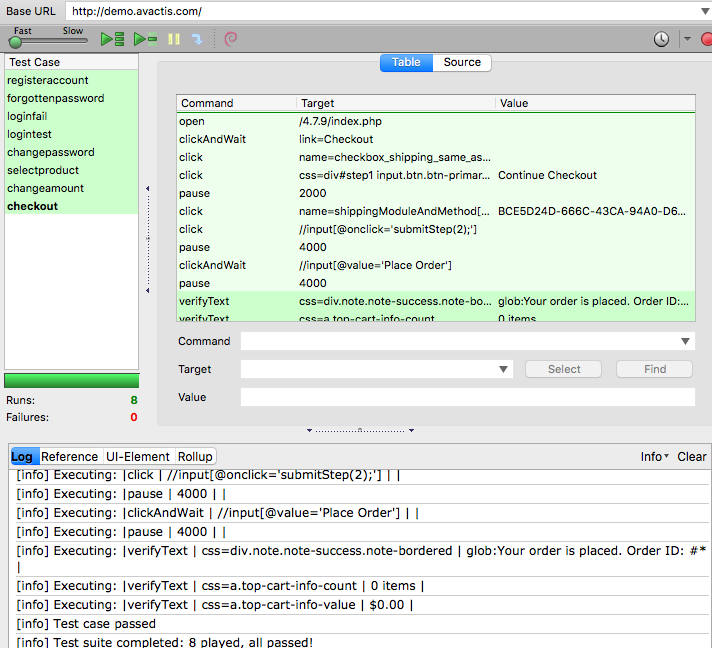 Base URL http://demo.avactis.com/
Fast Slow
Test Case
registeraccount
forgottenpassword
loginfail
logintest
changepassword
selectproduct
changeamount
checkout
Runs: 8
Failures: 0
Table Source
Command Target Value
open /4.7.9/index.php
clickAndWait link=Checkout
click name=checkbox_shipping_same_as...
click css=div#step1 input.btn.btn-primar... Continue Checkout
pause 2000
click name=shippingModuleAndMethod[... BCE5D24D-666C-43CA-94A0-D6...
click //input[@onclick='submitStep(2);']
pause 4000
clickAndWait //input[@value='Place Order']
pause 4000
verifyText css=div.note.note-success.note-bo... glob:Your order is placed. Order ID:...
verifyText css=a.top-cart-info-count 0 items
Command
Target Select Find
Value
Log Reference UI-Element Rollup Info Clear
[info] Executing: |click | //input[@onclick='submitStep(2);'] | |
[info] Executing: |pause | 4000 | |
[info] Executing: |clickAndWait | //input[@value='Place Order'] | |
[info] Executing: |pause | 4000 | |
[info] Executing: |verifyText | css=div.note.note-success.note-bordered | glob:Your order is placed. Order ID: #*
|
[info] Executing: |verifyText | css=a.top-cart-info-count | 0 items |
[info] Executing: |verifyText | css=a.top-cart-info-value | $0.00 |
[info] Test case passed
[info] Test suite completed: 8 played, all passed!